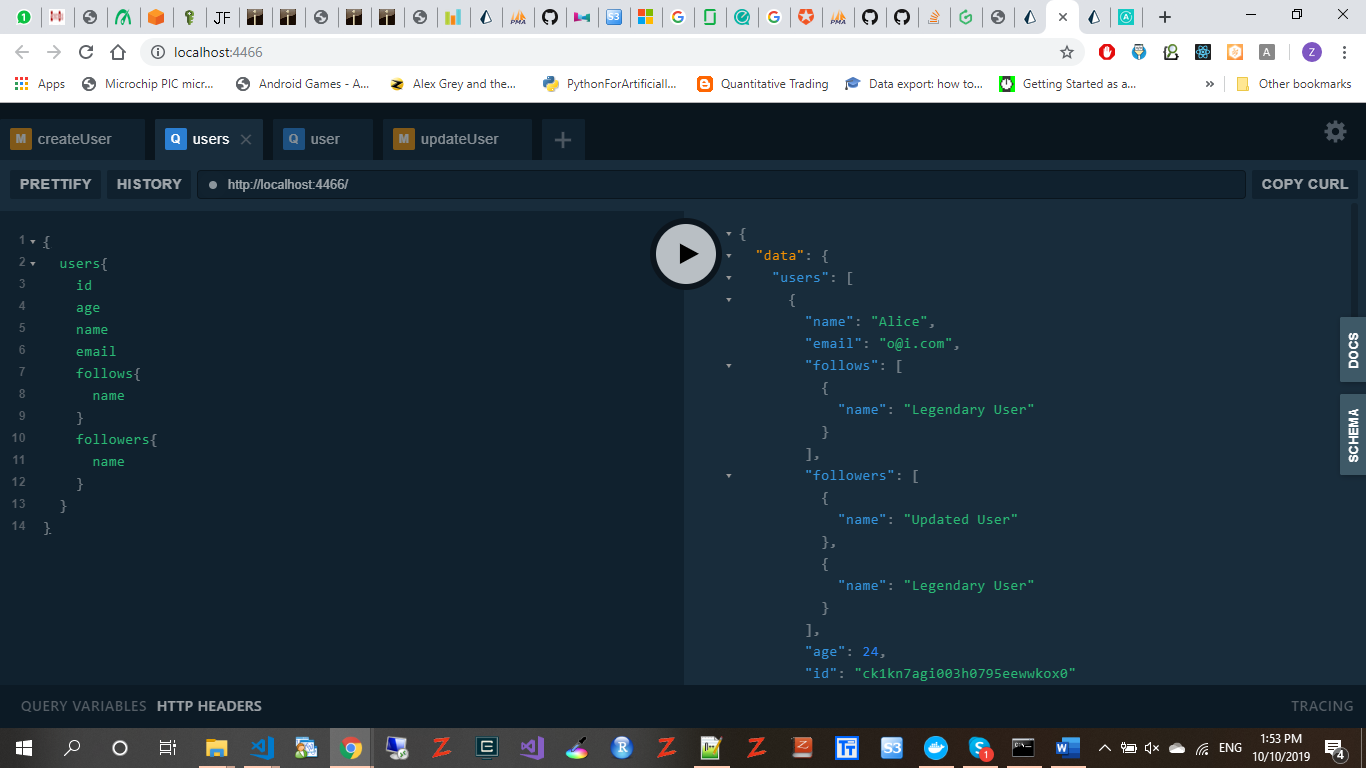 JF
PMA
S3
PMA
localhost:4466
A
Z
Apps
Microchip PIC micr...
Android Games - A...
Alex Grey and the...
PythonForArtificiall...
Quantitative Trading
Data export: how to...
Getting Started as a...
»
Other bookmarks
M createUser
Q users
Q user
M updateUser
PRETTIFY
HISTORY
http://localhost:4466/
COPY CURL
1 {
2 users{
3 id
4 age
5 name
6 email
7 follows{
8 name
9 }
10 followers{
11 name
12 }
13 }
14 }
{
"data": {
"users": [
{
"name": "Alice",
"email": "o@i.com",
"follows": [
{
"name": "Legendary User"
}
],
"followers": [
{
"name": "Updated User"
},
{
"name": "Legendary User"
}
],
"age": 24,
"id": "ck1kn7agi003h0795eewwkox0"
DOCS
SCHEMA
QUERY VARIABLES
HTTP HEADERS
TRACING
ENG
1:53 PM
10/10/2019
4